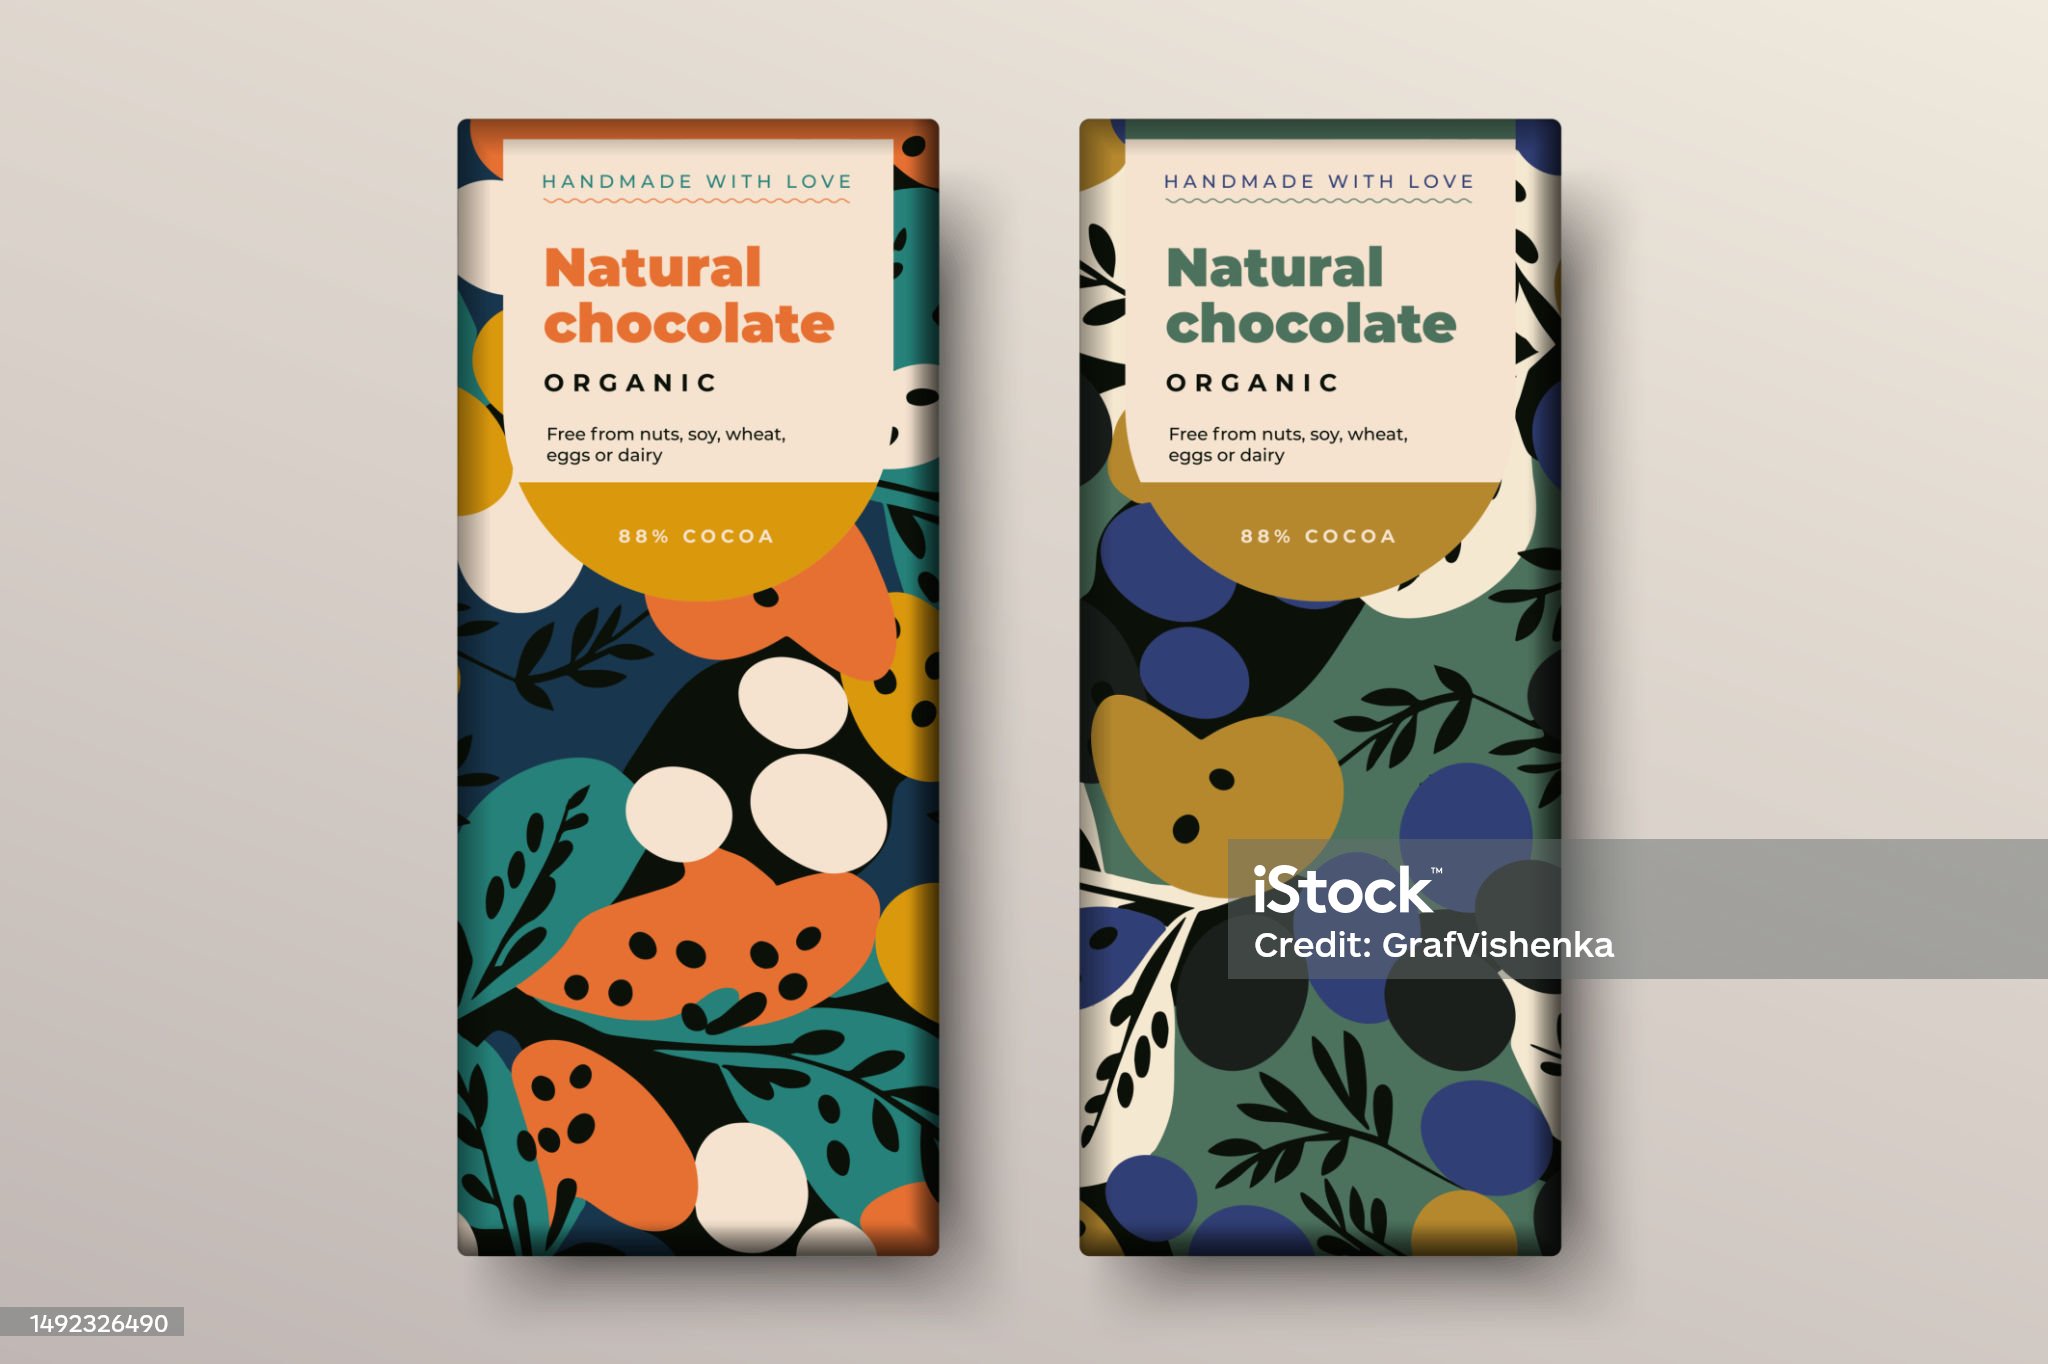 HANDMADE WITH LOVE
Natural
chocolate
ORGANIC
Free from nuts, soy, wheat,
eggs or dairy
88% COCOA
HANDMADE WITH LOVE
Natural
chocolate
ORGANIC
Free from nuts, soy, wheat,
eggs or dairy
88% COCOA
iStock™
Credit: GrafVishenka
1492326490